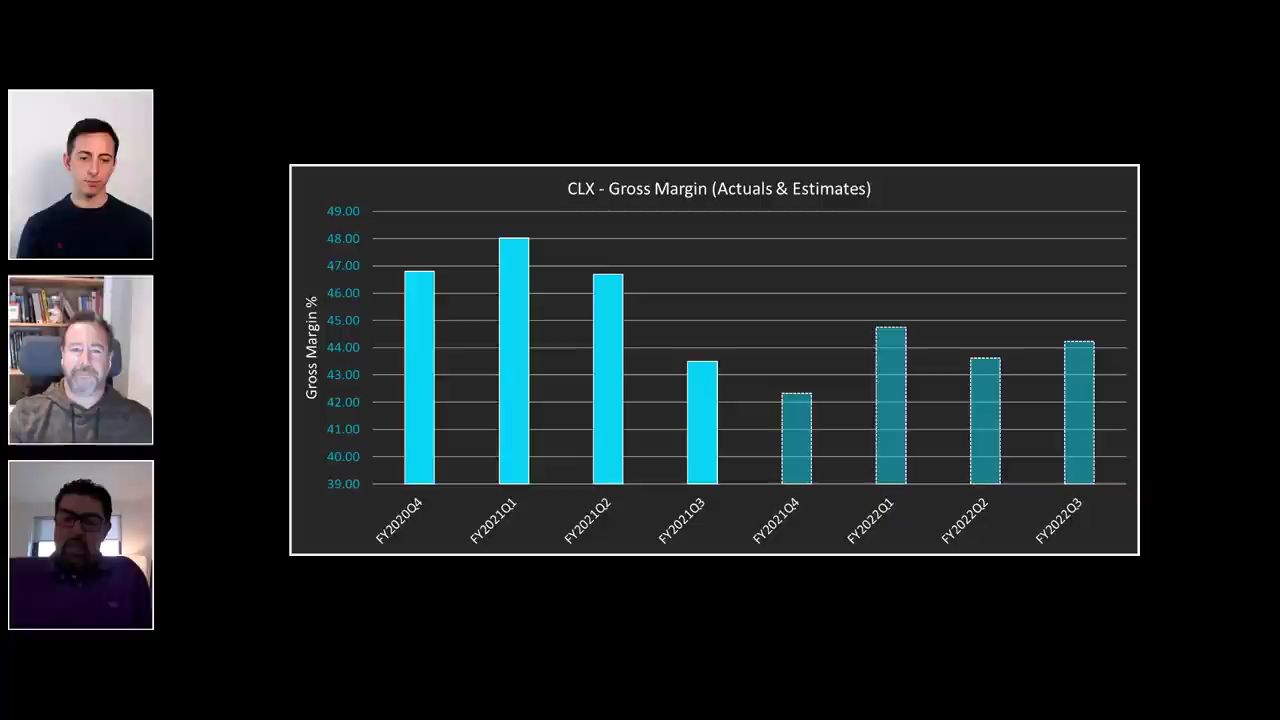 CLX - Gross Margin (Actuals & Estimates)
Gross Margin %
49.00
48.00
47.00
46.00
45.00
44.00
43.00
42.00
41.00
40.00
39.00
FY2020Q4
FY2021Q1
FY2021Q2
FY2021Q3
FY2021Q4
FY2022Q1
FY2022Q2
FY2022Q3